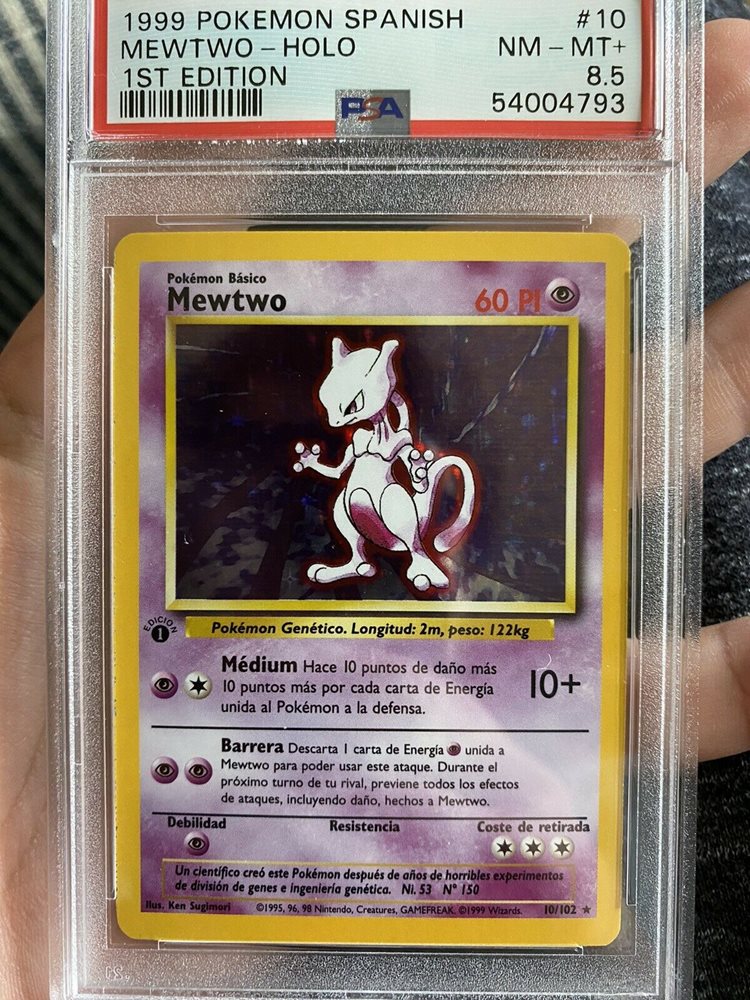 1999 POKEMON SPANISH #10
MEWTWO - HOLO NM - MT+
1ST EDITION 8.5
PSA 54004793
Pokémon Básico
Mewtwo 60 PI
EDICION
1
Pokémon Genético. Longitud: 2m, peso: 122kg
Médium Hace 10 puntos de daño más
10 puntos más por cada carta de Energía
unida al Pokémon a la defensa.
10+
Barrera Descarta 1 carta de Energía unida a
Mewtwo para poder usar este ataque. Durante el
próximo turno de tu rival, previene todos los efectos
de ataques, incluyendo daño, hechos a Mewtwo.
Debilidad Resistencia Coste de retirada
Un científico creó este Pokémon después de años de horribles experimentos
de división de genes e ingeniería genética. Ni. 53 Nº 150
Ilus. Ken Sugimori ©1995, 96, 98 Nintendo, Creatures, GAMEFREAK. ©1999 Wizards. 10/102